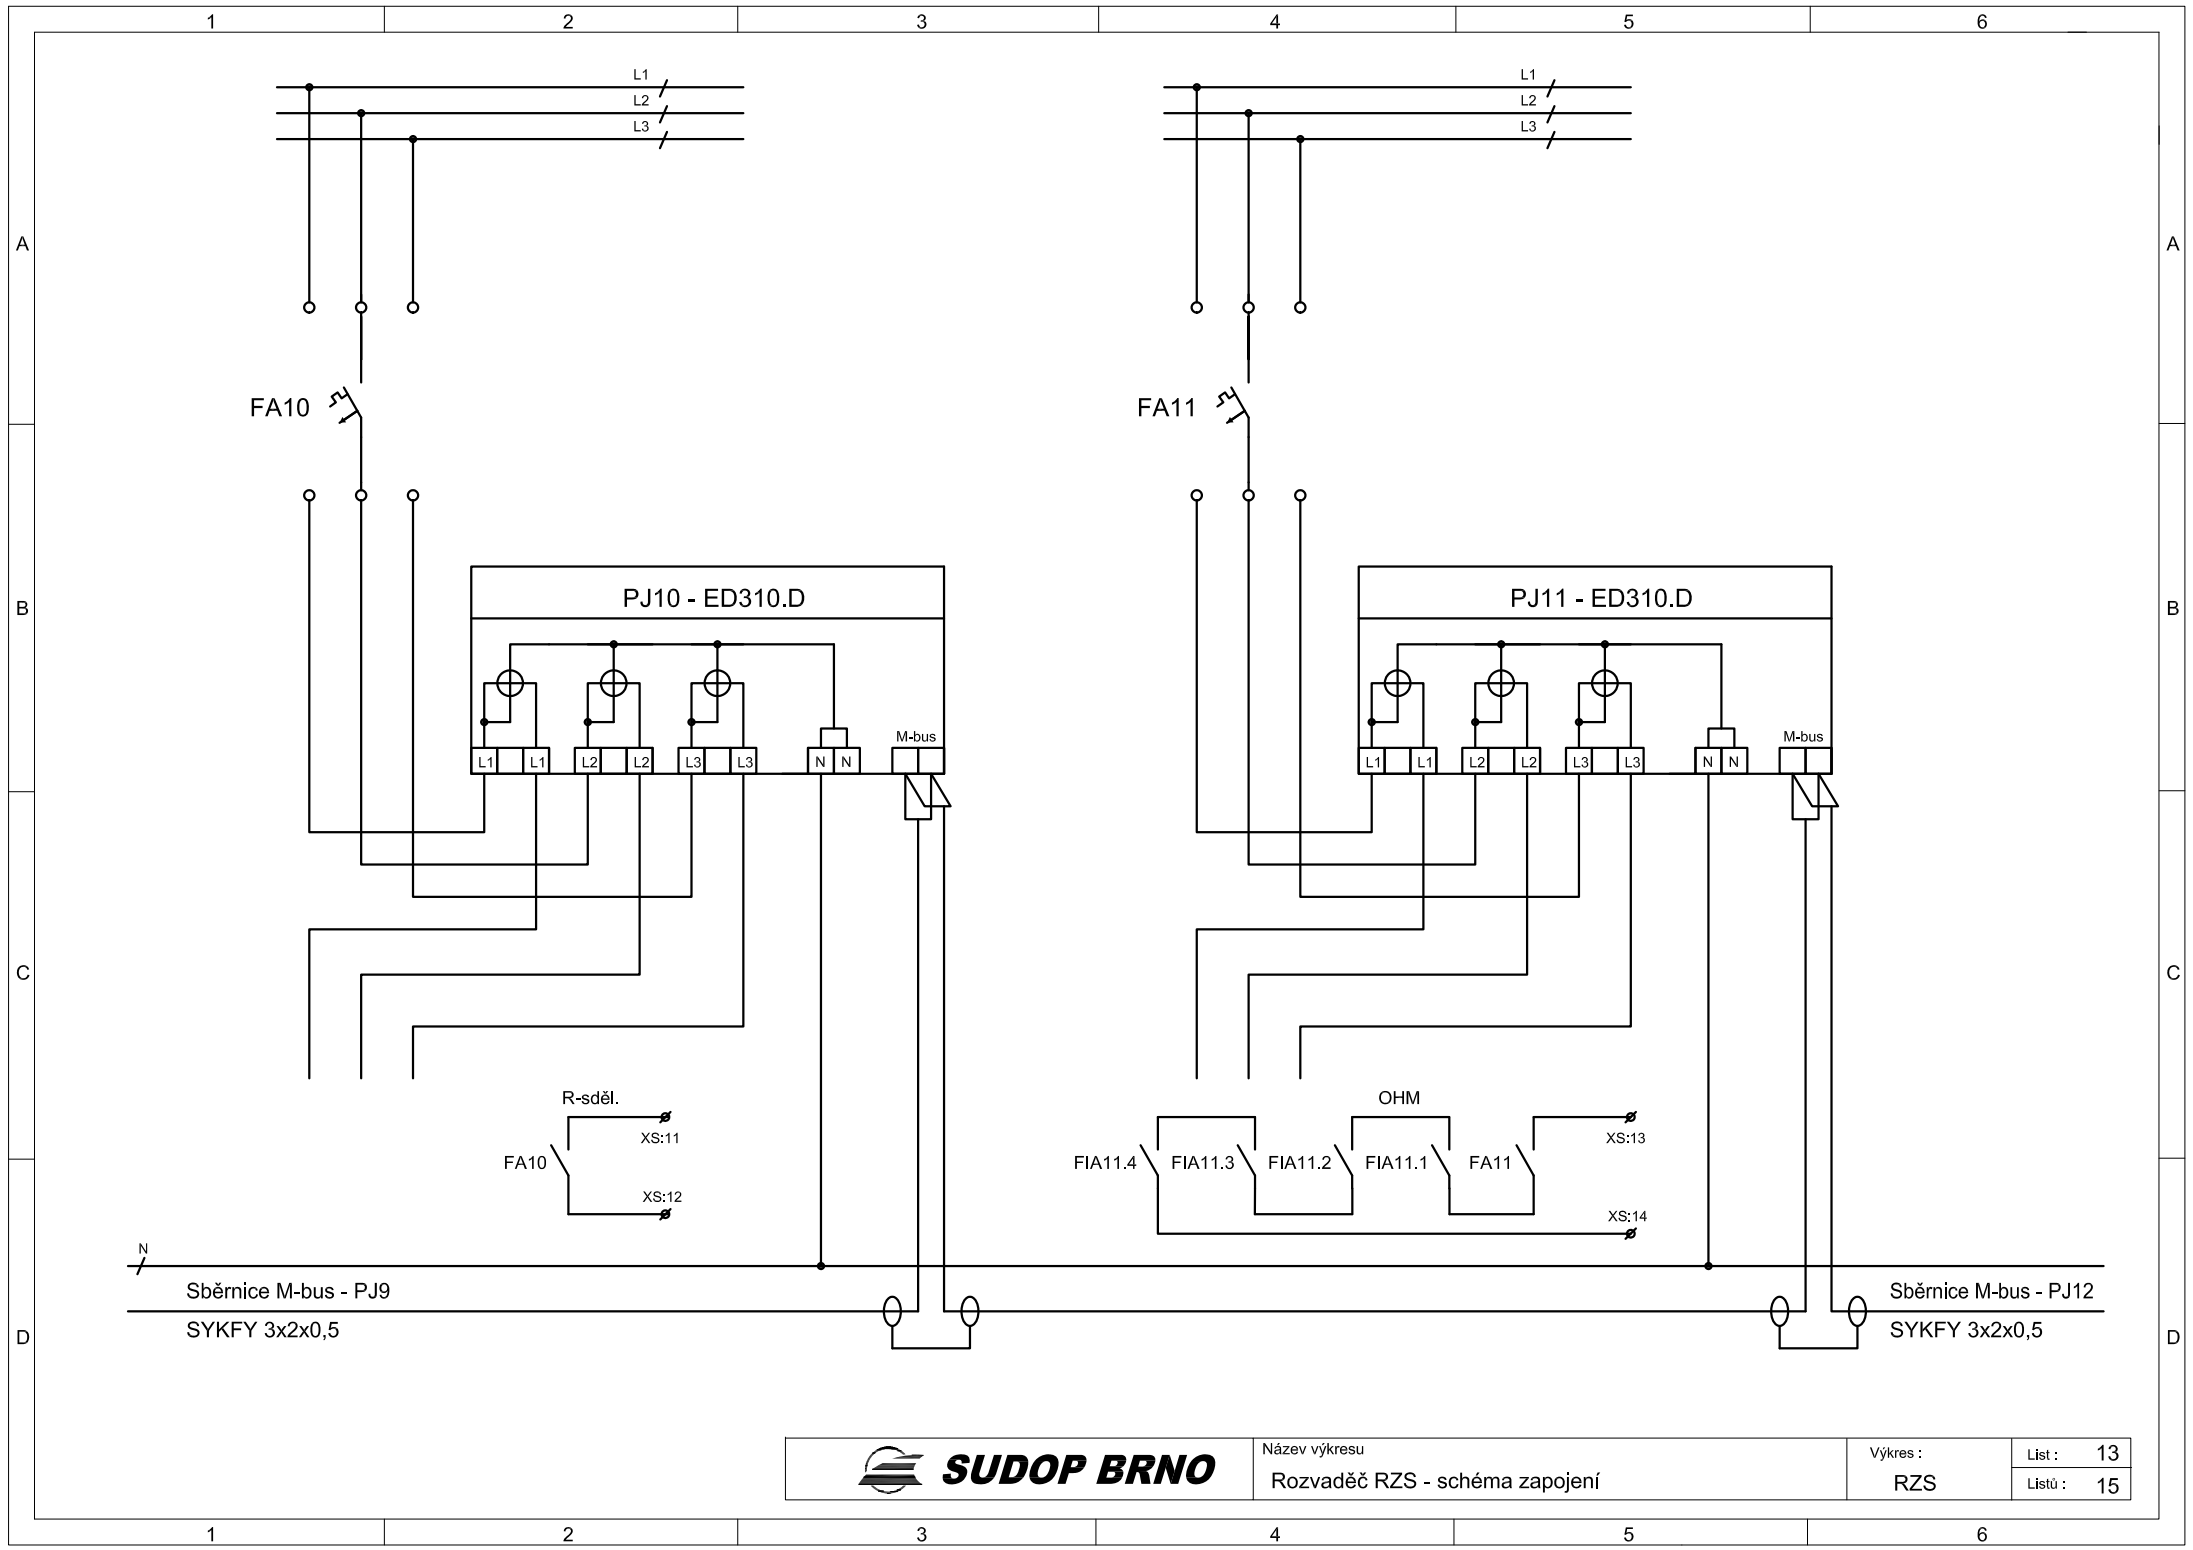 1 2 3 4 5 6
L1 L1
L2 L2
L3 L3
A A
FA10 FA11
PJ10 - ED310.D PJ11 - ED310.D
B B
M-bus M-bus
L1 L1 L2 L2 L3 L3 N N L1 L1 L2 L2 L3 L3 N N
C C
R-sděl. OHM
XS:11 XS:13
FA10 FIA11.4 FIA11.3 FIA11.2 FIA11.1 FA11
XS:12 XS:14
N
Sběrnice M-bus - PJ9 Sběrnice M-bus - PJ12
SYKFY 3x2x0,5 SYKFY 3x2x0,5
D D
SUDOP BRNO
Název výkresu
Rozvaděč RZS - schéma zapojení
Výkres :
RZS
List : 13
Listů : 15
1 2 3 4 5 6